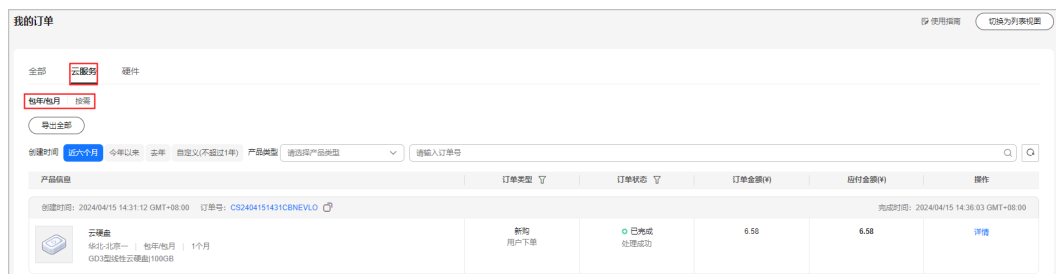 我的订单 使用指南 切换为列表视图
全部 云服务 硬件
包年/包月 按需
导出全部
创建时间 近六个月 今年以来 去年 自定义(不超过1年) 产品类型 请选择产品类型 请输入订单号
产品信息 订单类型 订单状态 订单金额(¥) 应付金额(¥) 操作
创建时间：2024/04/15 14:31:12 GMT+08:00 订单号：CS2404151431CBNEVLO 完成时间：2024/04/15 14:36:03 GMT+08:00
云硬盘 新购 已完成 6.58 6.58 详情
华北-北京一 | 包年/包月 | 1个月 用户下单 处理成功
GD3型线性云硬盘|100GB